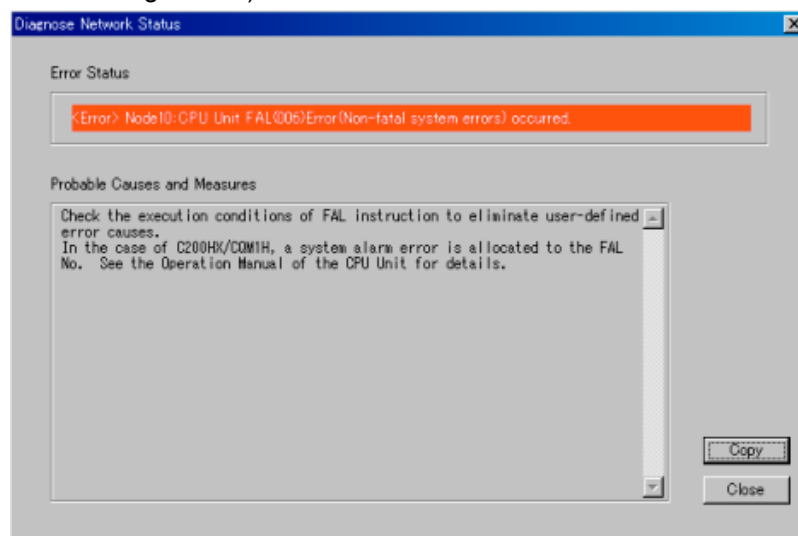 Diagnose Network Status
Error Status
<Error> Node10:CPU Unit FAL(006)Error(Non-fatal system errors) occurred.
Probable Causes and Measures
Check the execution conditions of FAL instruction to eliminate user-defined
error causes.
In the case of C200HX/CQM1H, a system alarm error is allocated to the FAL
No. See the Operation Manual of the CPU Unit for details.
Copy
Close